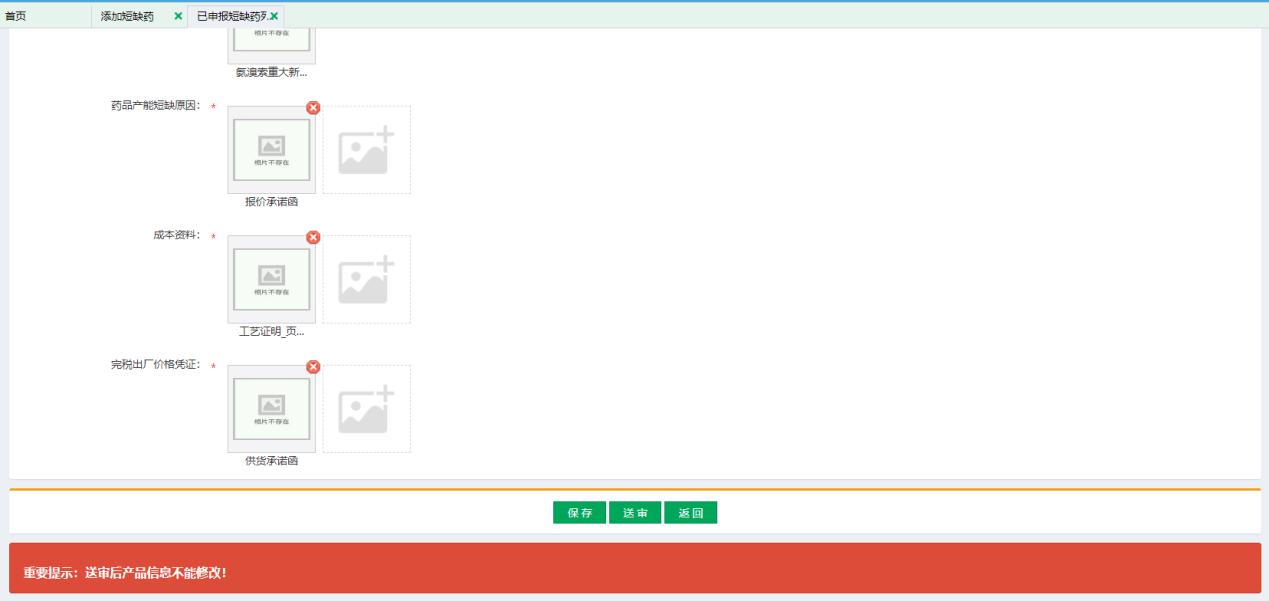 首页 添加短缺药 已申报短缺药列
照片不存在
氨溴索重大新...
药品产能短缺原因： *
照片不存在
报价承诺函
成本资料： *
照片不存在
工艺证明_页...
完税出厂价格凭证： *
照片不存在
供货承诺函
保存 送审 返回
重要提示：送审后产品信息不能修改！